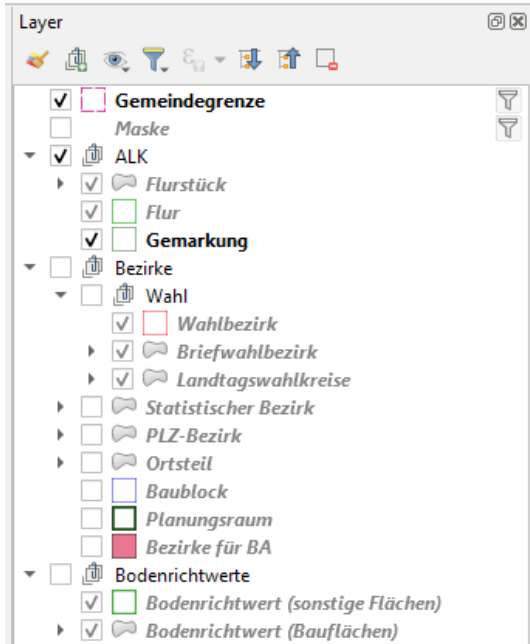 Layer
Gemeindegrenze
Maske
ALK
Flurstück
Flur
Gemarkung
Bezirke
Wahl
Wahlbezirk
Briefwahlbezirk
Landtagswahlkreise
Statistischer Bezirk
PLZ-Bezirk
Ortsteil
Baublock
Planungsraum
Bezirke für BA
Bodenrichtwerte
Bodenrichtwert (sonstige Flächen)
Bodenrichtwert (Bauflächen)